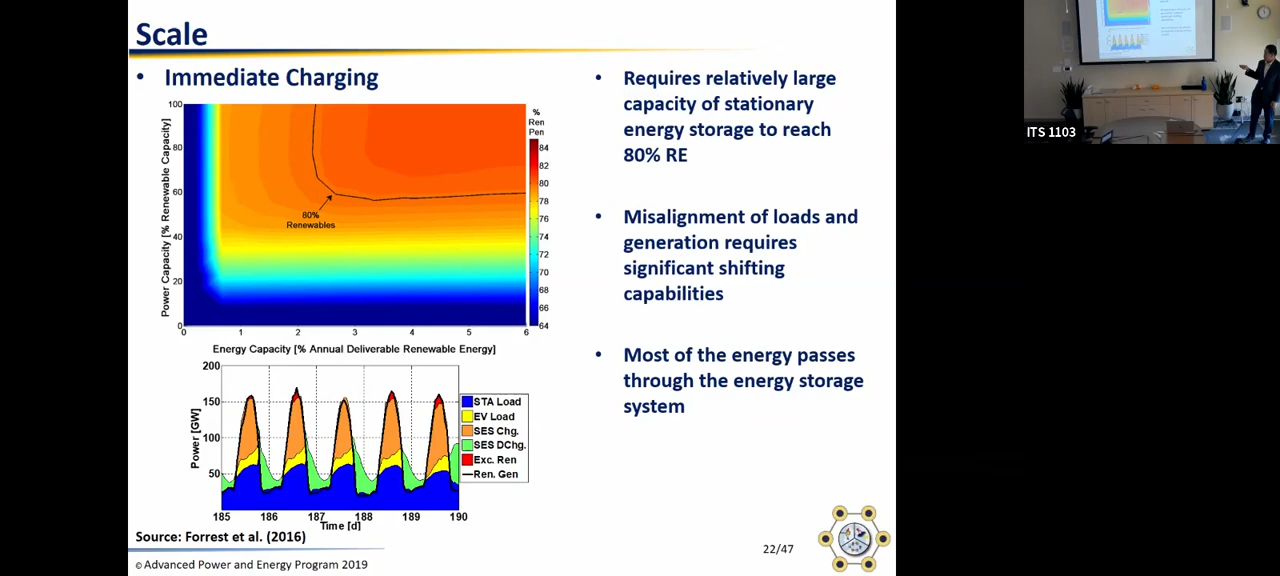 Scale
• Immediate Charging
100
80
60
40
20
0
Power Capacity [% Renewable Capacity]
80%
Renewables
0 1 2 3 4 5 6
Energy Capacity [% Annual Deliverable Renewable Energy]
%
Ren
Pen
84
82
80
78
76
74
72
70
68
66
64
200
150
100
50
Power [GW]
185 186 187 188 189 190
Time [d]
STA Load
EV Load
SES Chg.
SES DChg.
Exc. Ren
Ren. Gen
Source: Forrest et al. (2016)
© Advanced Power and Energy Program 2019
• Requires relatively large
capacity of stationary
energy storage to reach
80% RE
• Misalignment of loads and
generation requires
significant shifting
capabilities
• Most of the energy passes
through the energy storage
system
22/47
ITS 1103